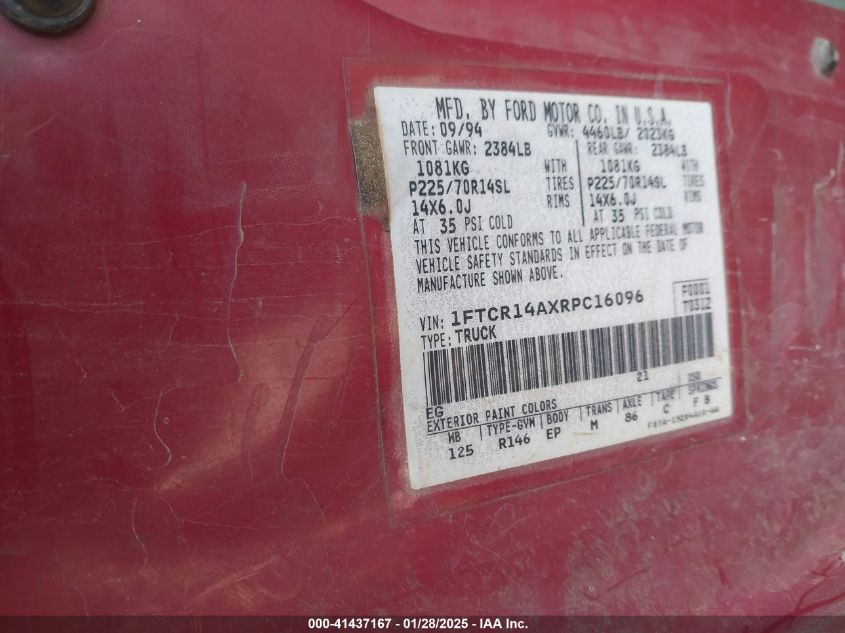 MFD. BY FORD MOTOR CO. IN U.S.A.
DATE: 09/94 GVWR: 4460LB/ 2023KG
FRONT GAWR: 2384LB REAR GAWR: 2384LB
1081KG WITH 1081KG WITH
P225/70R14SL TIRES P225/70R14SL TIRES
14X6.0J RIMS 14X6.0J RIMS
AT 35 PSI COLD AT 35 PSI COLD
THIS VEHICLE CONFORMS TO ALL APPLICABLE FEDERAL MOTOR
VEHICLE SAFETY STANDARDS IN EFFECT ON THE DATE OF
MANUFACTURE SHOWN ABOVE.
VIN: 1FTCR14AXRPC16096 F0001
TYPE: TRUCK T0312
EG 21 DSO
EXTERIOR PAINT COLORS
WB TYPE-GVW BODY TRANS AXLE TAPE SPRINGS
125 R146 EP M 86 C F B
000-41437167 — 01/28/2025 — IAA Inc.